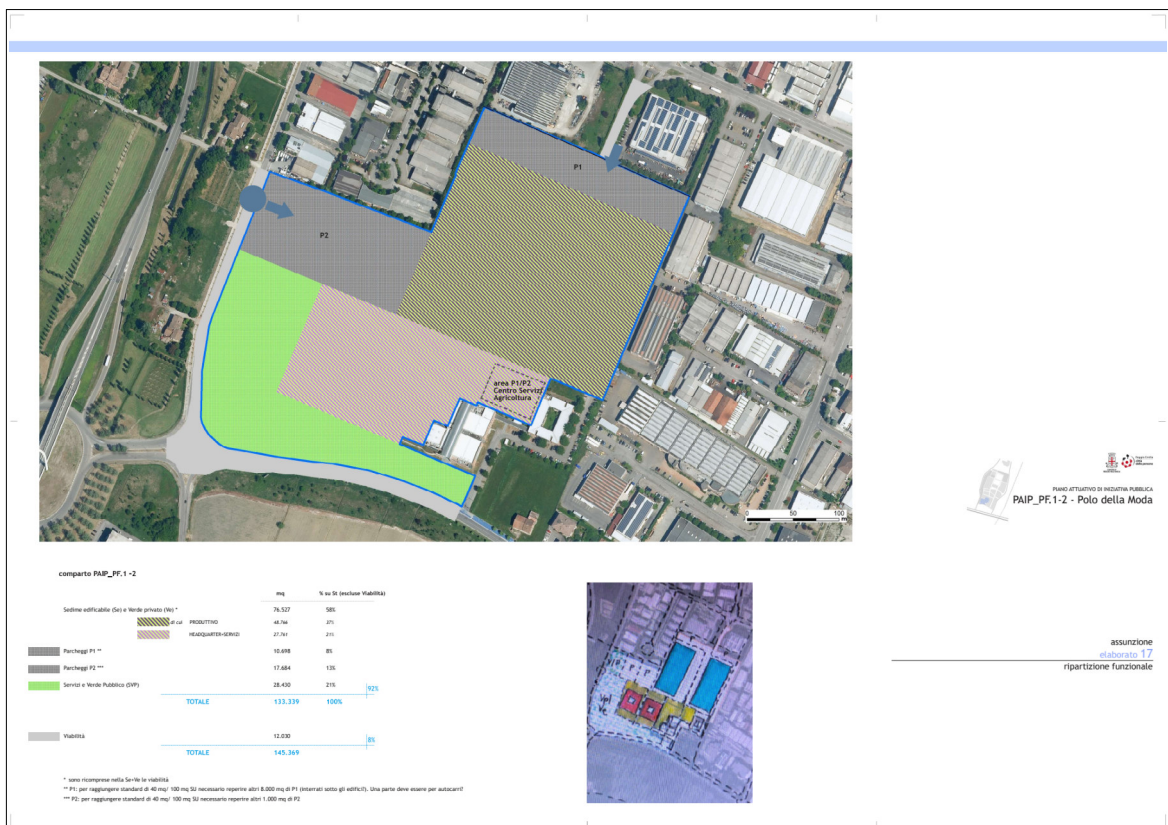 P1
P2
area P1/P2
Centro Servizi
Agricoltura
0 50 100
m
PIANO ATTUATIVO DI INIZIATIVA PUBBLICA
PAIP_PF.1-2 - Polo della Moda
assunzione
elaborato 17
ripartizione funzionale
comparto PAIP_PF.1 -2
mq % su St (escluse Viabilità)
Sedime edificabile (Se) e Verde privato (Ve) * 76.527 58%
di cui PRODUTTIVO 48.766 37%
HEADQUARTER+SERVIZI 27.761 21%
Parcheggi P1 ** 10.698 8%
Parcheggi P2 *** 17.684 13%
Servizi e Verde Pubblico (SVP) 28.430 21%
92%
TOTALE 133.339 100%
Viabilità 12.030
8%
TOTALE 145.369
* sono ricomprese nella Se+Ve le viabilità
** P1: per raggiungere standard di 40 mq/ 100 mq SU necessario reperire altri 8.000 mq di P1 (interrati sotto gli edifici?). Una parte deve essere per autocarri?
*** P2: per raggiungere standard di 40 mq/ 100 mq SU necessario reperire altri 1.000 mq di P2